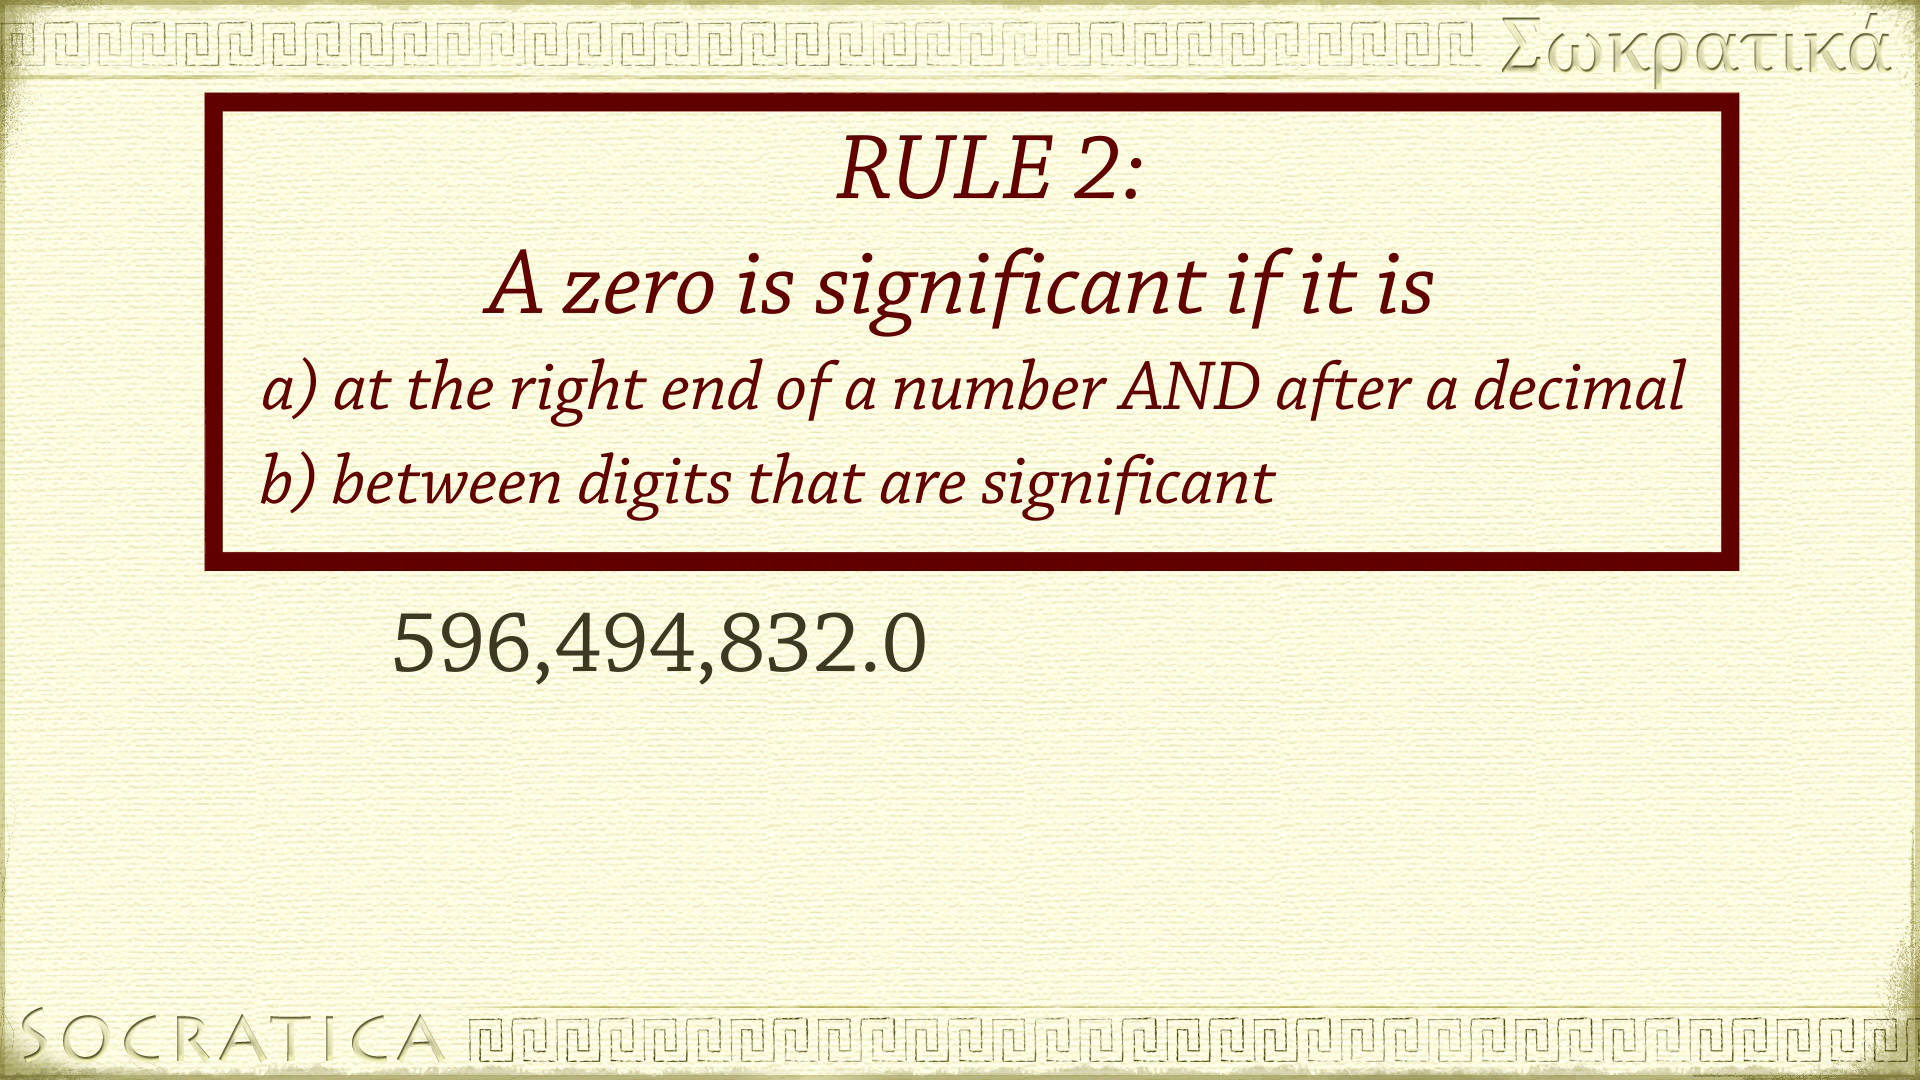 Σωκρατικά
RULE 2:
A zero is significant if it is
a) at the right end of a number AND after a decimal
b) between digits that are significant
596,494,832.0
SOCRATICA